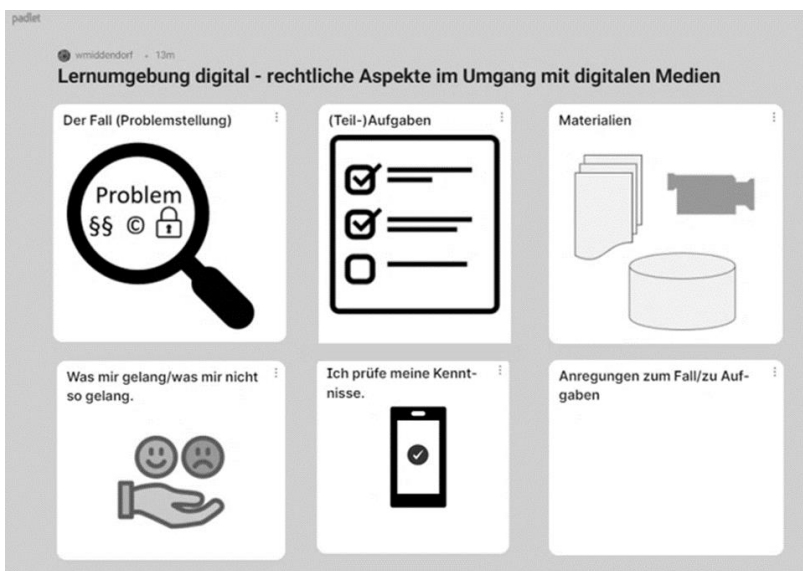 padlet
wmiddendorf • 13m
Lernumgebung digital - rechtliche Aspekte im Umgang mit digitalen Medien
Der Fall (Problemstellung)
Problem
§§ ©
(Teil-)Aufgaben
Materialien
Was mir gelang/was mir nicht
so gelang.
Ich prüfe meine Kennt-
nisse.
Anregungen zum Fall/zu Auf-
gaben